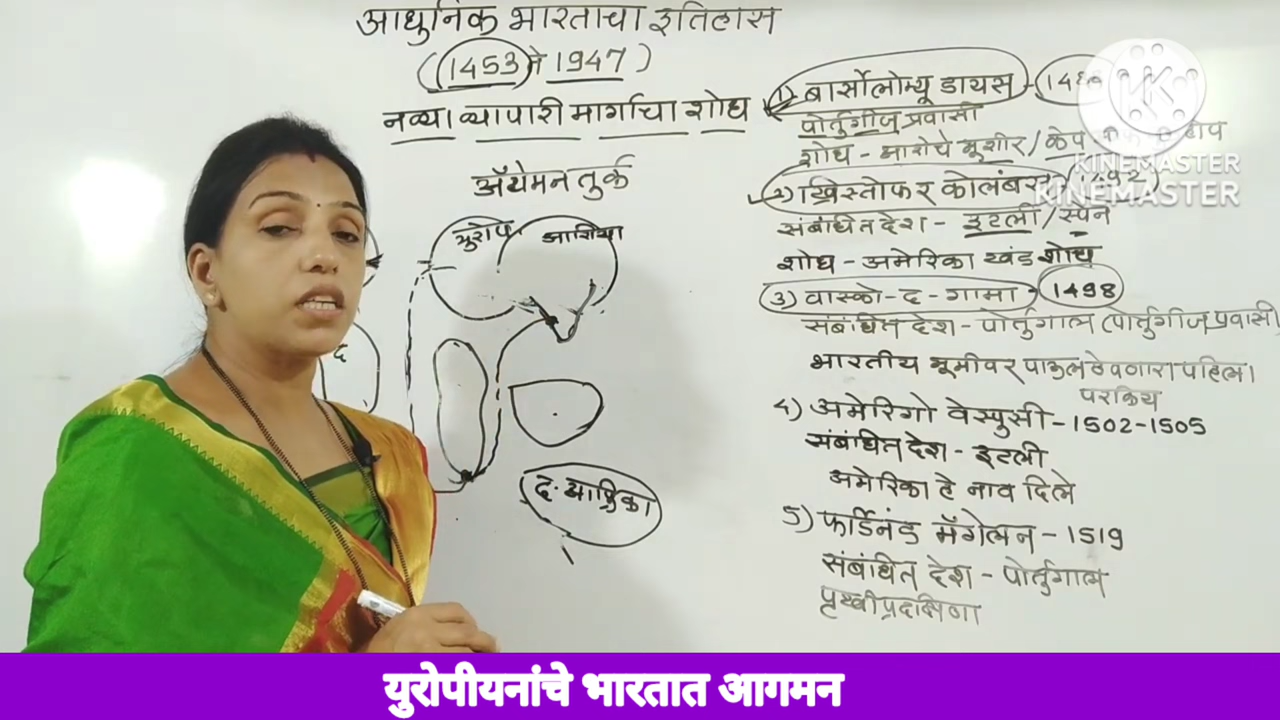 आधुनिक भारताचा इतिहास
(1453 ते 1947)
नव्या व्यापारी मार्गाचा शोध
ॲटोमन तुर्क
युरोप
आशिया
द
द. आफ्रिका
1) बार्सोलोम्यू डायस -
पोर्तुगीज प्रवासी
शोध - वादळाचे भूशीर / केप
2) ख्रिस्तोफर कोलंबस - 1492)
संबंधित देश - इटली / स्पेन
शोध - अमेरिका खंड शोध
3) वास्को-द-गामा - 1498
संबंधित देश - पोर्तुगाल (पोर्तुगीज प्रवासी)
भारतीय भूमीवर पाऊल ठेवणारा पहिला
परकिय
4) अमेरिगो वेस्पुसी - 1502-1505
संबंधित देश - इटली
अमेरिका हे नाव दिले
5) फर्डिनंड मॅगेलन - 1519
संबंधित देश - पोर्तुगाल
पृथ्वीप्रदक्षिणा
KINEMASTER
KINEMASTER
युरोपीयनांचे भारतात आगमन